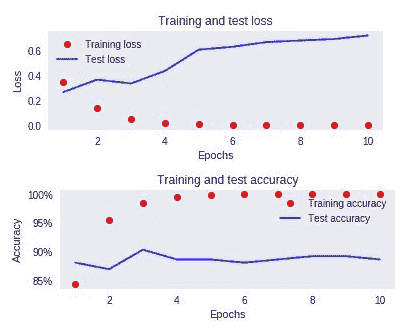 Training and test loss
Training loss
Test loss
0.6
0.4
0.2
0.0
Loss
2 4 6 8 10
Epochs
Training and test accuracy
100%
95%
90%
85%
Accuracy
Training accuracy
Test accuracy
2 4 6 8 10
Epochs